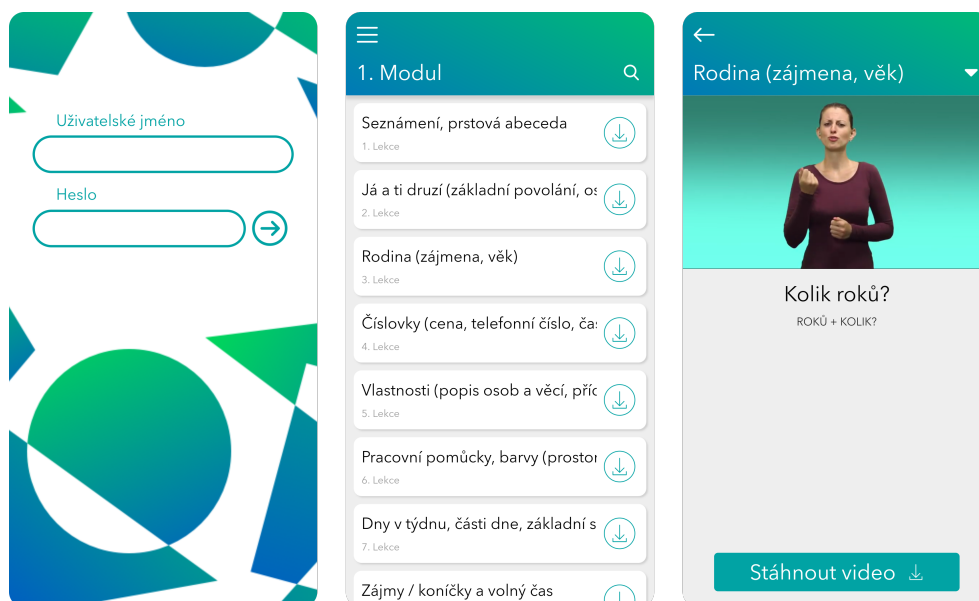 Uživatelské jméno
Heslo
1. Modul
Seznámení, prstová abeceda
1. Lekce
Já a ti druzí (základní povolání, os
2. Lekce
Rodina (zájmena, věk)
3. Lekce
Číslovky (cena, telefonní číslo, ča
4. Lekce
Vlastnosti (popis osob a věcí, příd
5. Lekce
Pracovní pomůcky, barvy (prostor
6. Lekce
Dny v týdnu, části dne, základní s
7. Lekce
Zájmy / koníčky a volný čas
Rodina (zájmena, věk)
Kolik roků?
ROKŮ + KOLIK?
Stáhnout video